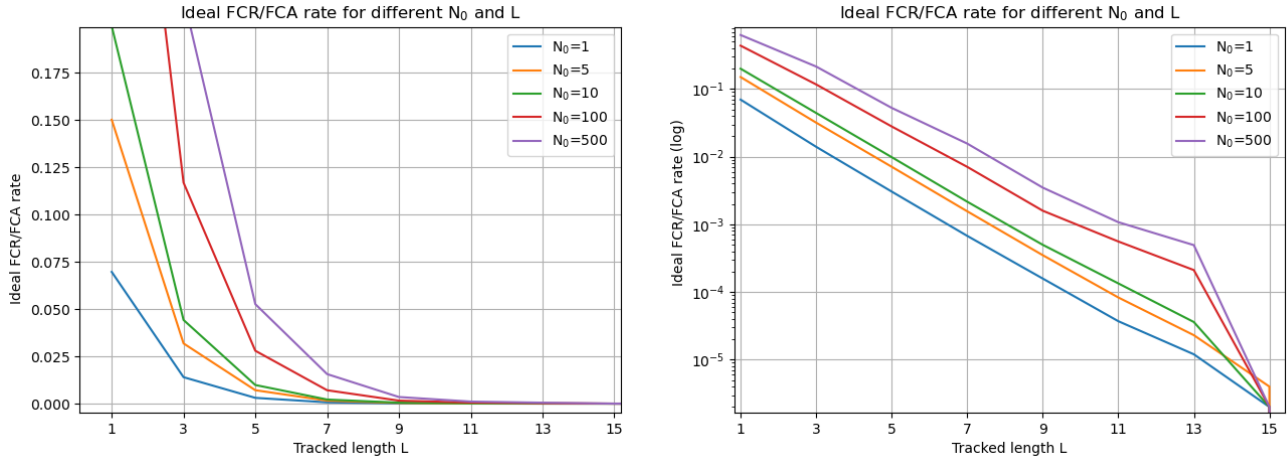 Ideal FCR/FCA rate for different N₀ and L
Ideal FCR/FCA rate
0.175
0.150
0.125
0.100
0.075
0.050
0.025
0.000
N₀=1
N₀=5
N₀=10
N₀=100
N₀=500
1 3 5 7 9 11 13 15
Tracked length L
Ideal FCR/FCA rate for different N₀ and L
Ideal FCR/FCA rate (log)
10⁻¹
10⁻²
10⁻³
10⁻⁴
10⁻⁵
N₀=1
N₀=5
N₀=10
N₀=100
N₀=500
1 3 5 7 9 11 13 15
Tracked length L